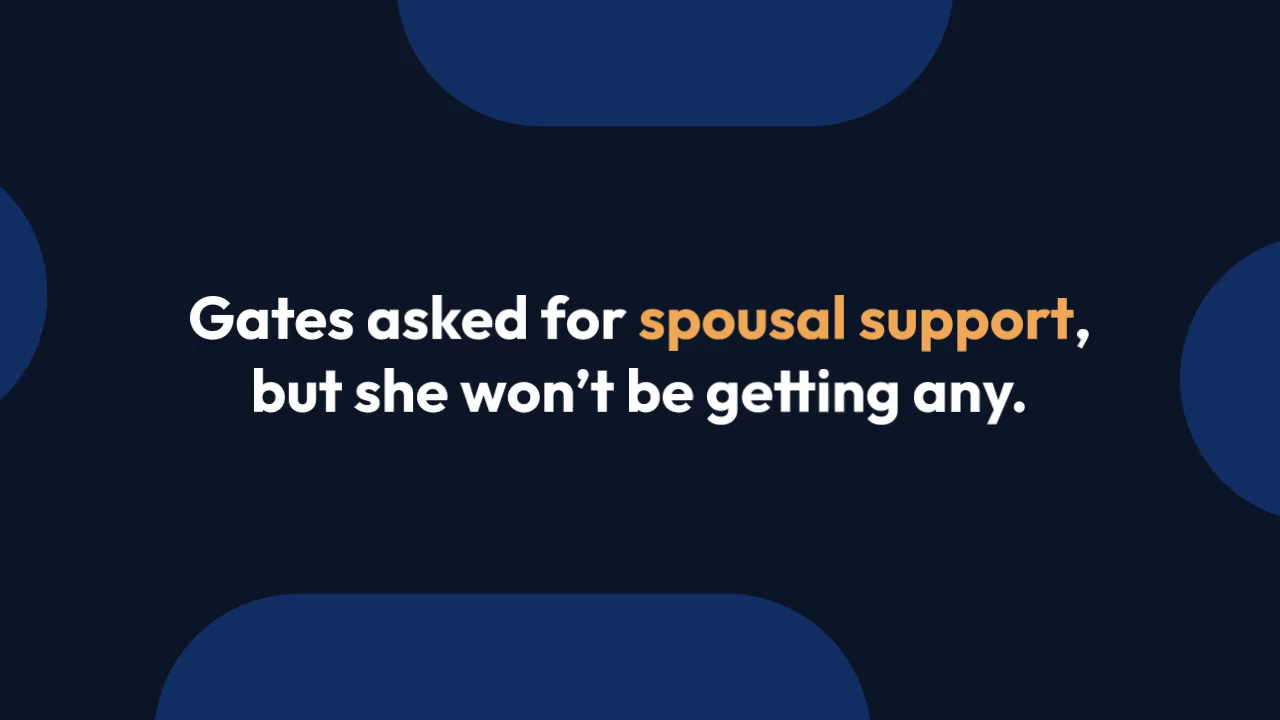 Gates asked for spousal support,
but she won’t be getting any.